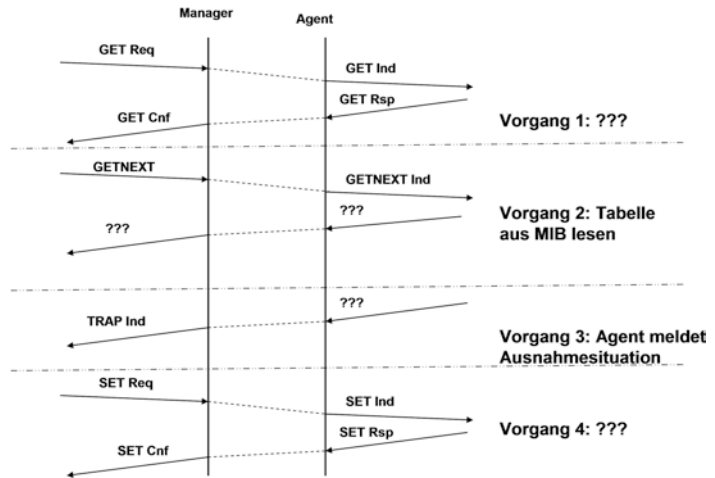 Manager
Agent
GET Req
GET Ind
GET Rsp
GET Cnf
Vorgang 1: ???
GETNEXT
GETNEXT Ind
???
???
Vorgang 2: Tabelle
aus MIB lesen
???
TRAP Ind
Vorgang 3: Agent meldet
Ausnahmesituation
SET Req
SET Ind
SET Rsp
SET Cnf
Vorgang 4: ???